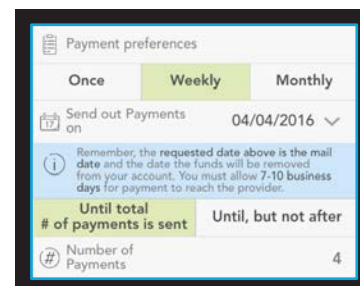 Payment preferences
Once Weekly Monthly
Send out Payments
on 04/04/2016
17
Remember, the requested date above is the mail
date and the date the funds will be removed
from your account. You must allow 7-10 business
days for payment to reach the provider.
Until total
# of payments is sent Until, but not after
# Number of
Payments 4